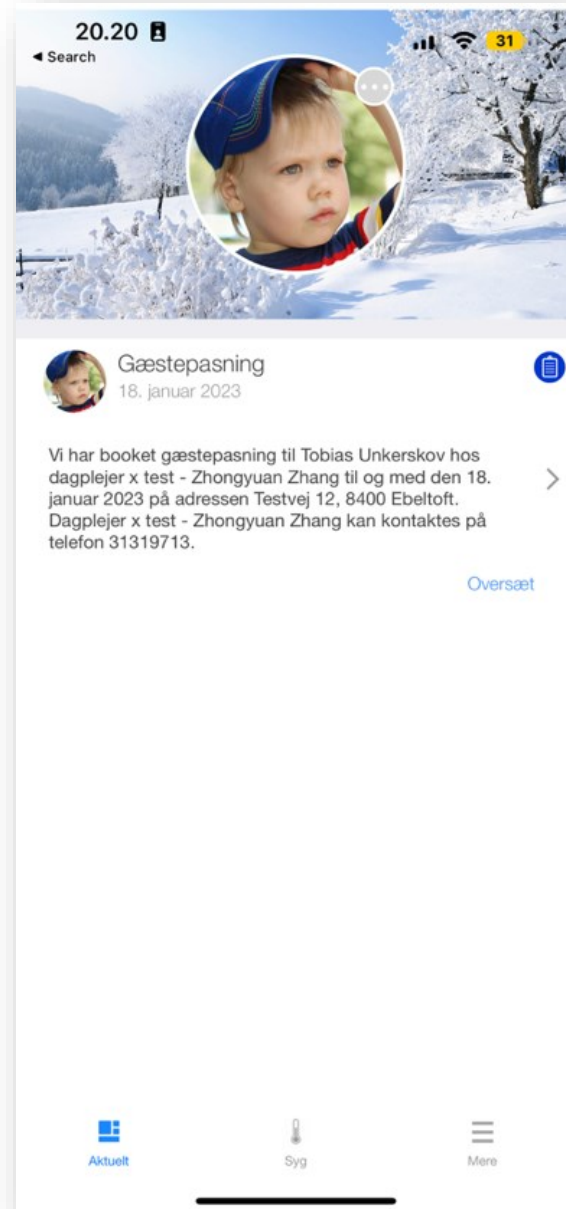 20.20
◀ Search
31
Gæstepasning
18. januar 2023
Vi har booket gæstepasning til Tobias Unkerskov hos
dagplejer x test - Zhongyuan Zhang til og med den 18.
januar 2023 på adressen Testvej 12, 8400 Ebeltoft.
Dagplejer x test - Zhongyuan Zhang kan kontaktes på
telefon 31319713.
Oversæt
Aktuelt
Syg
Mere